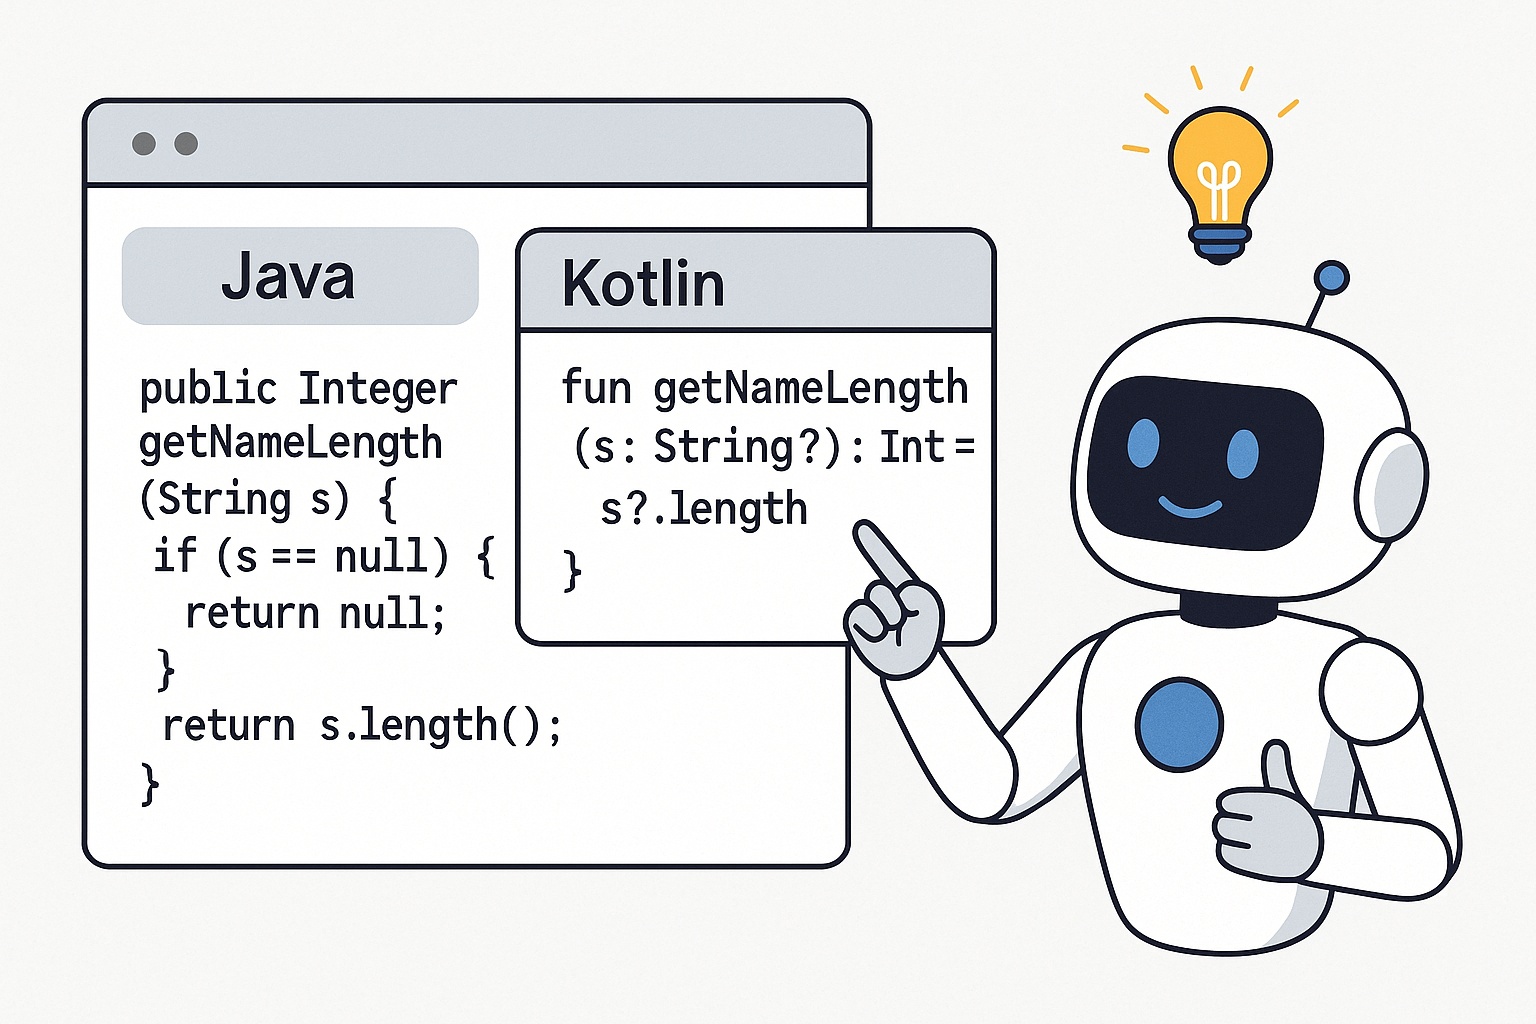 Java
public Integer
getNameLength
(String s) {
if (s == null) {
return null;
}
return s.length();
}
Kotlin
fun getNameLength
(s: String?): Int =
s?.length
}